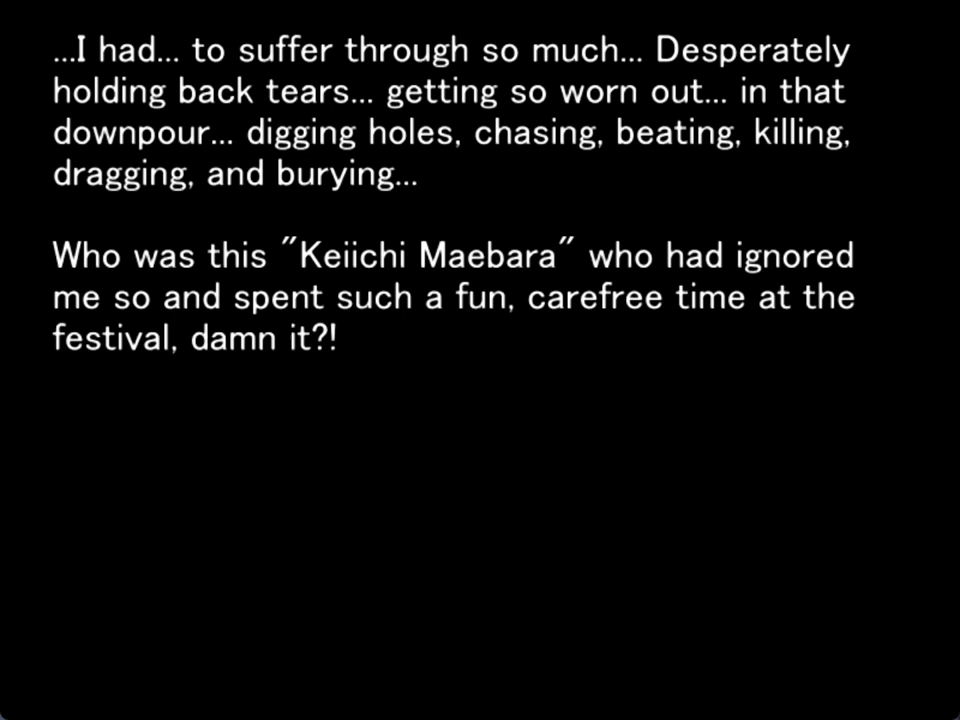 ...I had... to suffer through so much... Desperately
holding back tears... getting so worn out... in that
downpour... digging holes, chasing, beating, killing,
dragging, and burying...
Who was this "Keiichi Maebara" who had ignored
me so and spent such a fun, carefree time at the
festival, damn it?!